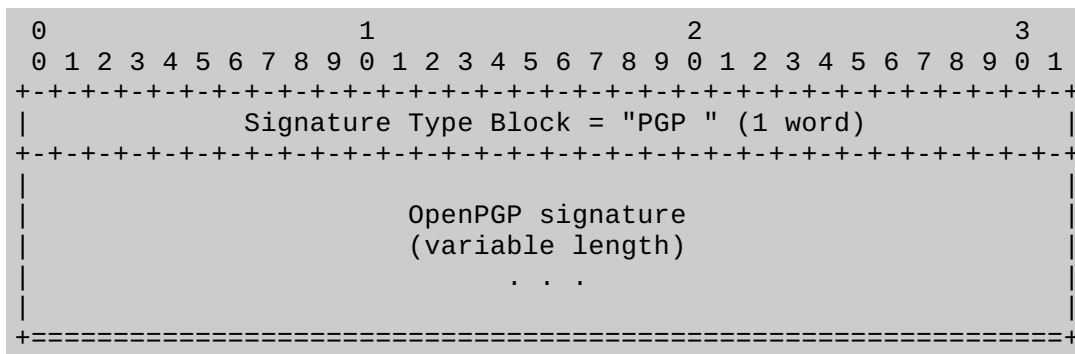 0                   1                   2                   3
 0 1 2 3 4 5 6 7 8 9 0 1 2 3 4 5 6 7 8 9 0 1 2 3 4 5 6 7 8 9 0 1
+-+-+-+-+-+-+-+-+-+-+-+-+-+-+-+-+-+-+-+-+-+-+-+-+-+-+-+-+-+-+-+-+
|             Signature Type Block = "PGP " (1 word)            |
+-+-+-+-+-+-+-+-+-+-+-+-+-+-+-+-+-+-+-+-+-+-+-+-+-+-+-+-+-+-+-+-+
|                                                               |
|                       OpenPGP signature                       |
|                       (variable length)                       |
|                             . . .                             |
|                                                               |
+===============================================================+